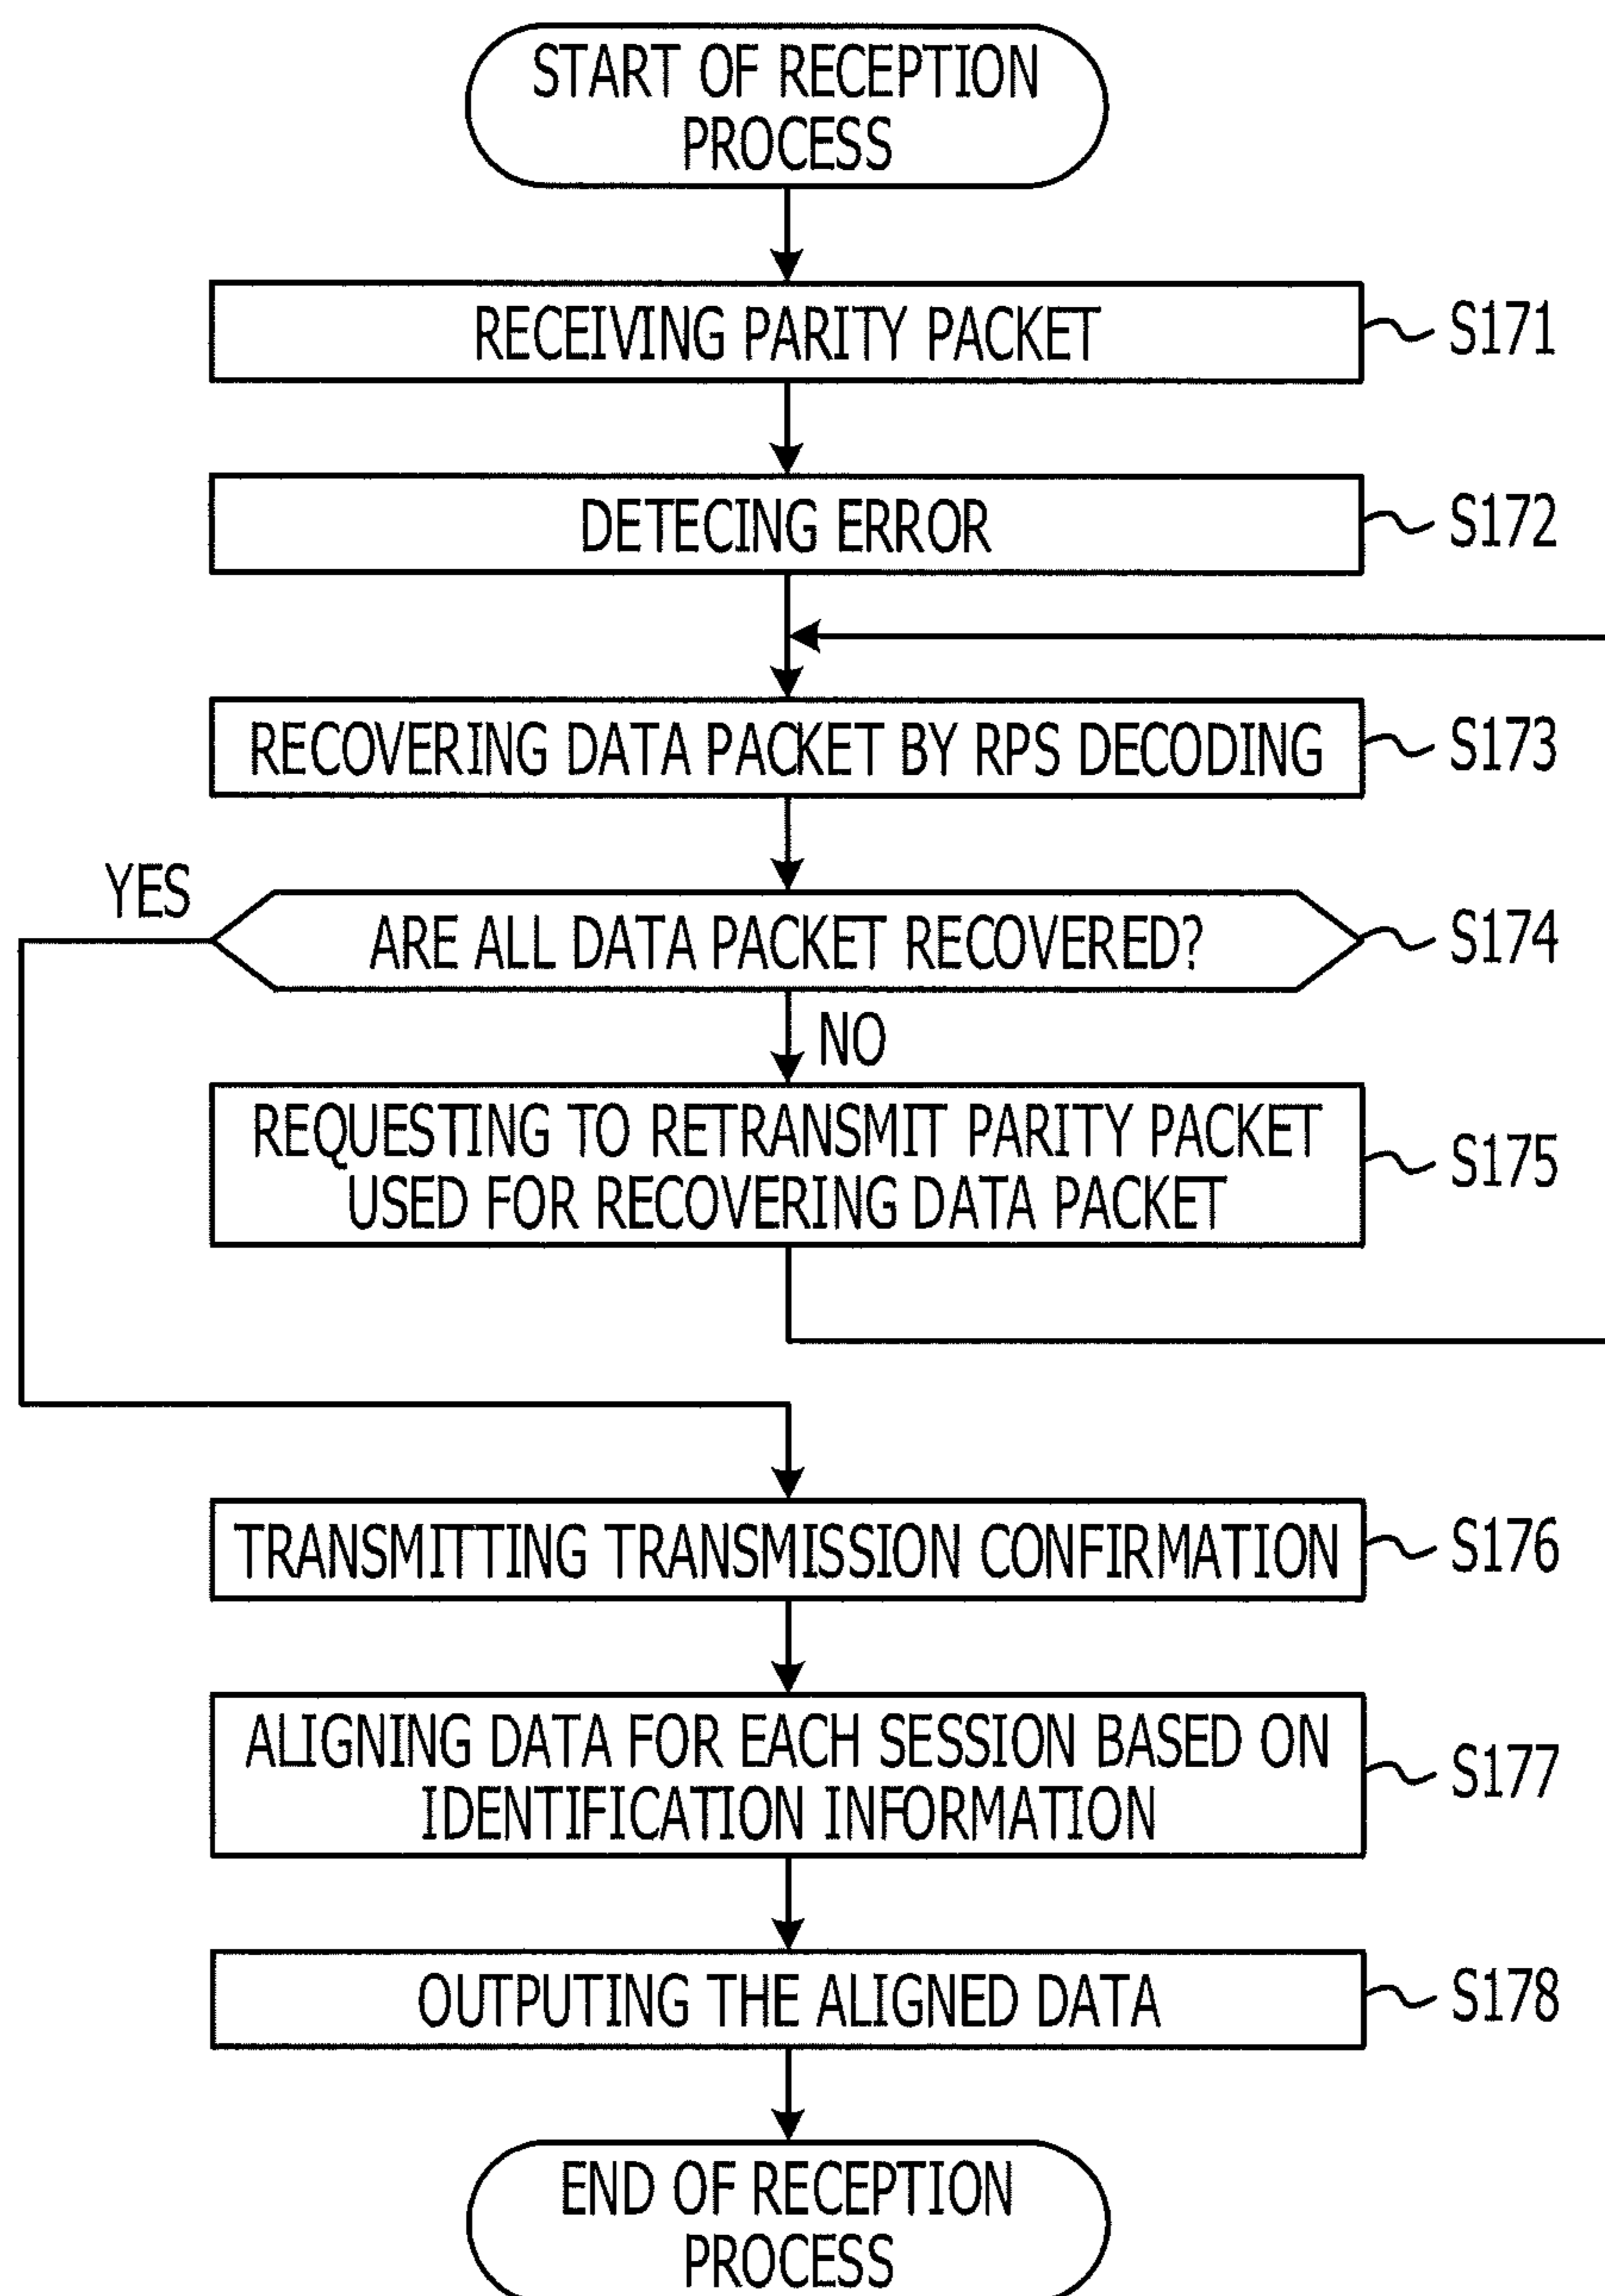 START OF RECEPTION
PROCESS
RECEIVING PARITY PACKET
S171
DETECING ERROR
S172
RECOVERING DATA PACKET BY RPS DECODING
S173
YES
ARE ALL DATA PACKET RECOVERED?
S174
NO
REQUESTING TO RETRANSMIT PARITY PACKET
USED FOR RECOVERING DATA PACKET
S175
TRANSMITTING TRANSMISSION CONFIRMATION
S176
ALIGNING DATA FOR EACH SESSION BASED ON
IDENTIFICATION INFORMATION
S177
OUTPUTING THE ALIGNED DATA
S178
END OF RECEPTION
PROCESS